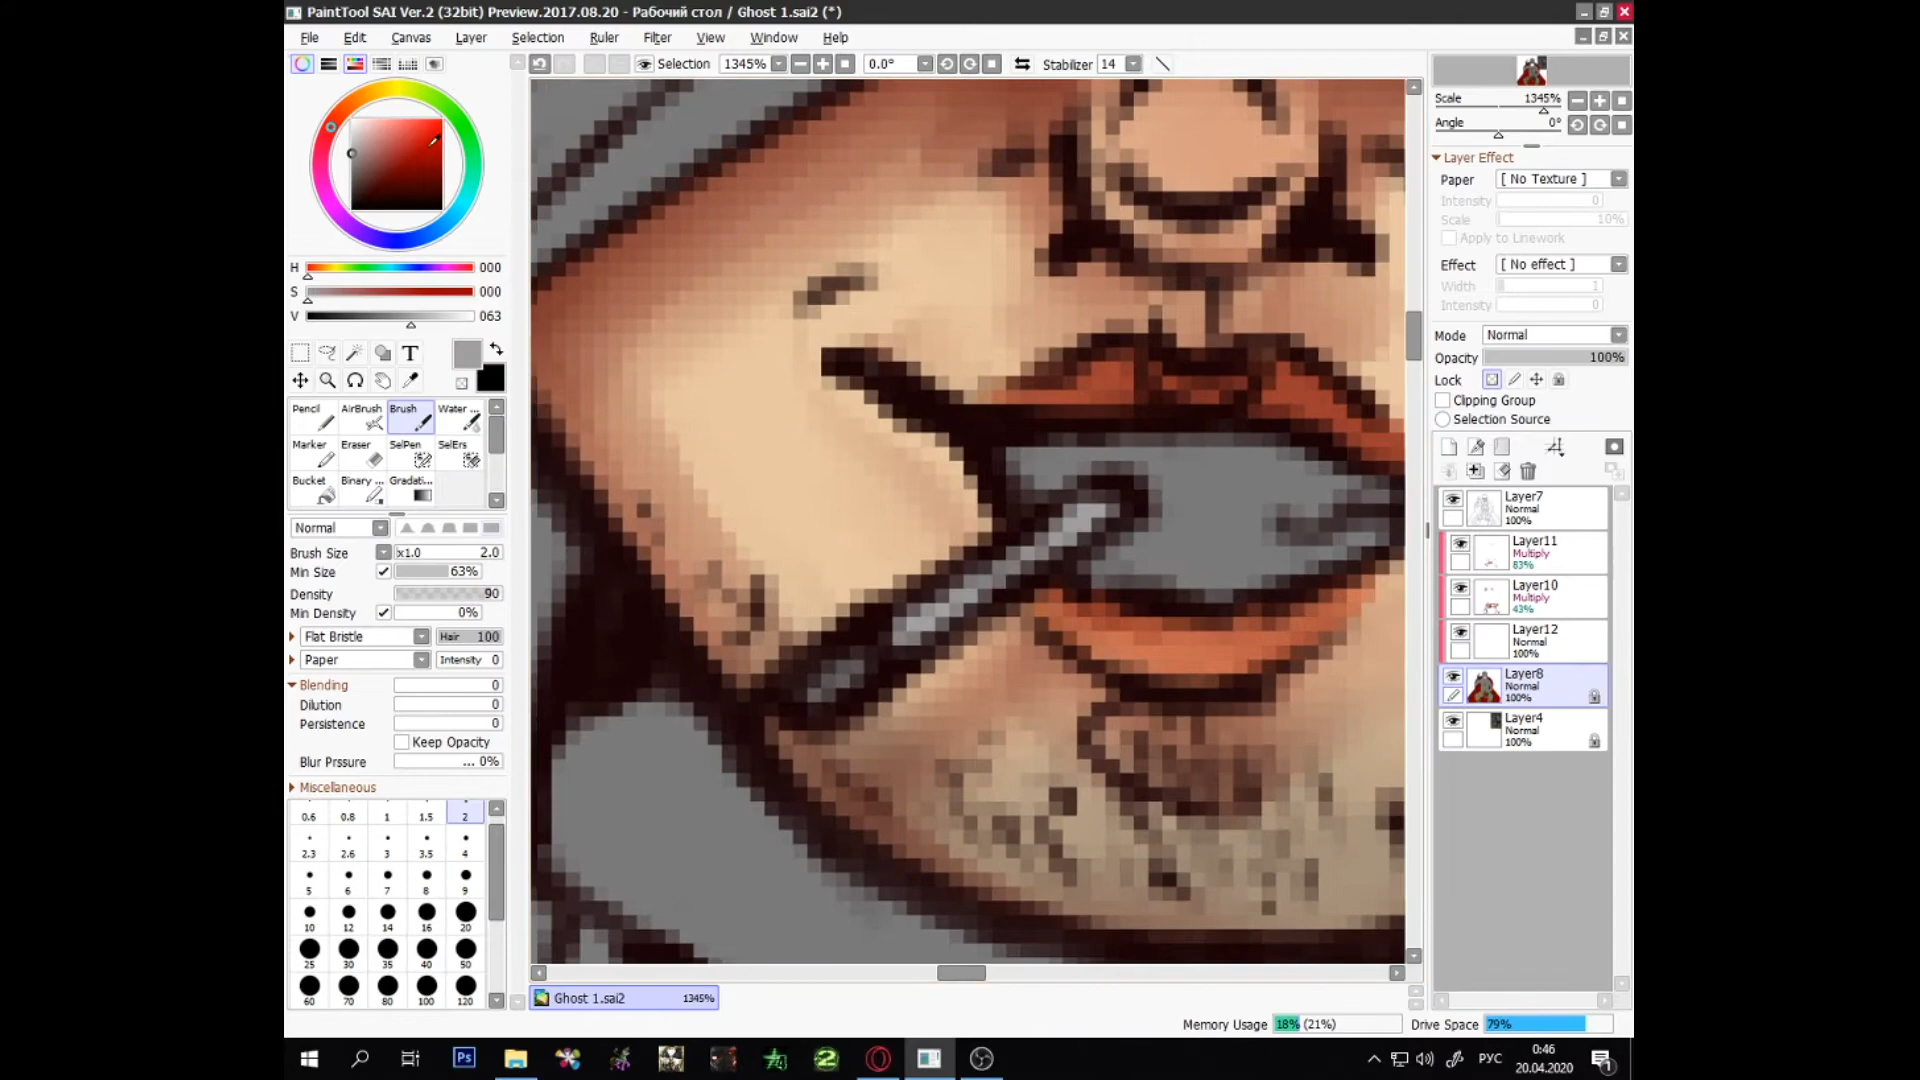 PaintTool SAI Ver.2 (32bit) Preview.2017.08.20 - Рабочий стол / Ghost 1.sai2 (*)
File Edit Canvas Layer Selection Ruler Filter View Window Help
Selection 1345% 0.0° Stabilizer 14
Scale 1345%
Angle 0°
Layer Effect
Paper [ No Texture ]
Intensity 0
Scale 10%
Apply to Linework
Effect [ No effect ]
Width 1
Intensity 0
Mode Normal
Opacity 100%
Lock
Clipping Group
Selection Source
Layer7
Normal
100%
Layer11
Multiply
83%
Layer10
Multiply
43%
Layer12
Normal
100%
Layer8
Normal
100%
Layer4
Normal
100%
H 000
S 000
V 063
T
Pencil AirBrush Brush Water ...
Marker Eraser SelPen SelErs
Bucket Binary ... Gradati...
Normal
Brush Size x1.0 2.0
Min Size 63%
Density 90
Min Density 0%
Flat Bristle Hair 100
Paper Intensity 0
Blending 0
Dilution 0
Persistence 0
Keep Opacity
Blur Prssure ... 0%
Miscellaneous
0.6 0.8 1 1.5 2
2.3 2.6 3 3.5 4
5 6 7 8 9
10 12 14 16 20
25 30 35 40 50
60 70 80 100 120
Ghost 1.sai2 1345%
Memory Usage 18% (21%) Drive Space 79%
Ps
2
РУС
0:46
20.04.2020
1